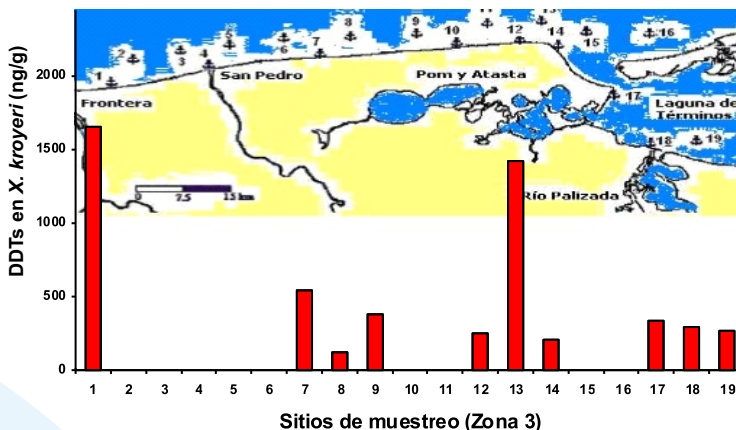 DDTs en X. kroyeri (ng/g)
2000
1500
1000
500
0
1
2
3
4
5
6
7
8
9
10
12
13
14
15
16
17
18
19
Frontera
San Pedro
Pom y Atasta
Laguna de
Términos
Río Palizada
0 7.5 15 km
1 2 3 4 5 6 7 8 9 10 11 12 13 14 15 16 17 18 19
Sitios de muestreo (Zona 3)